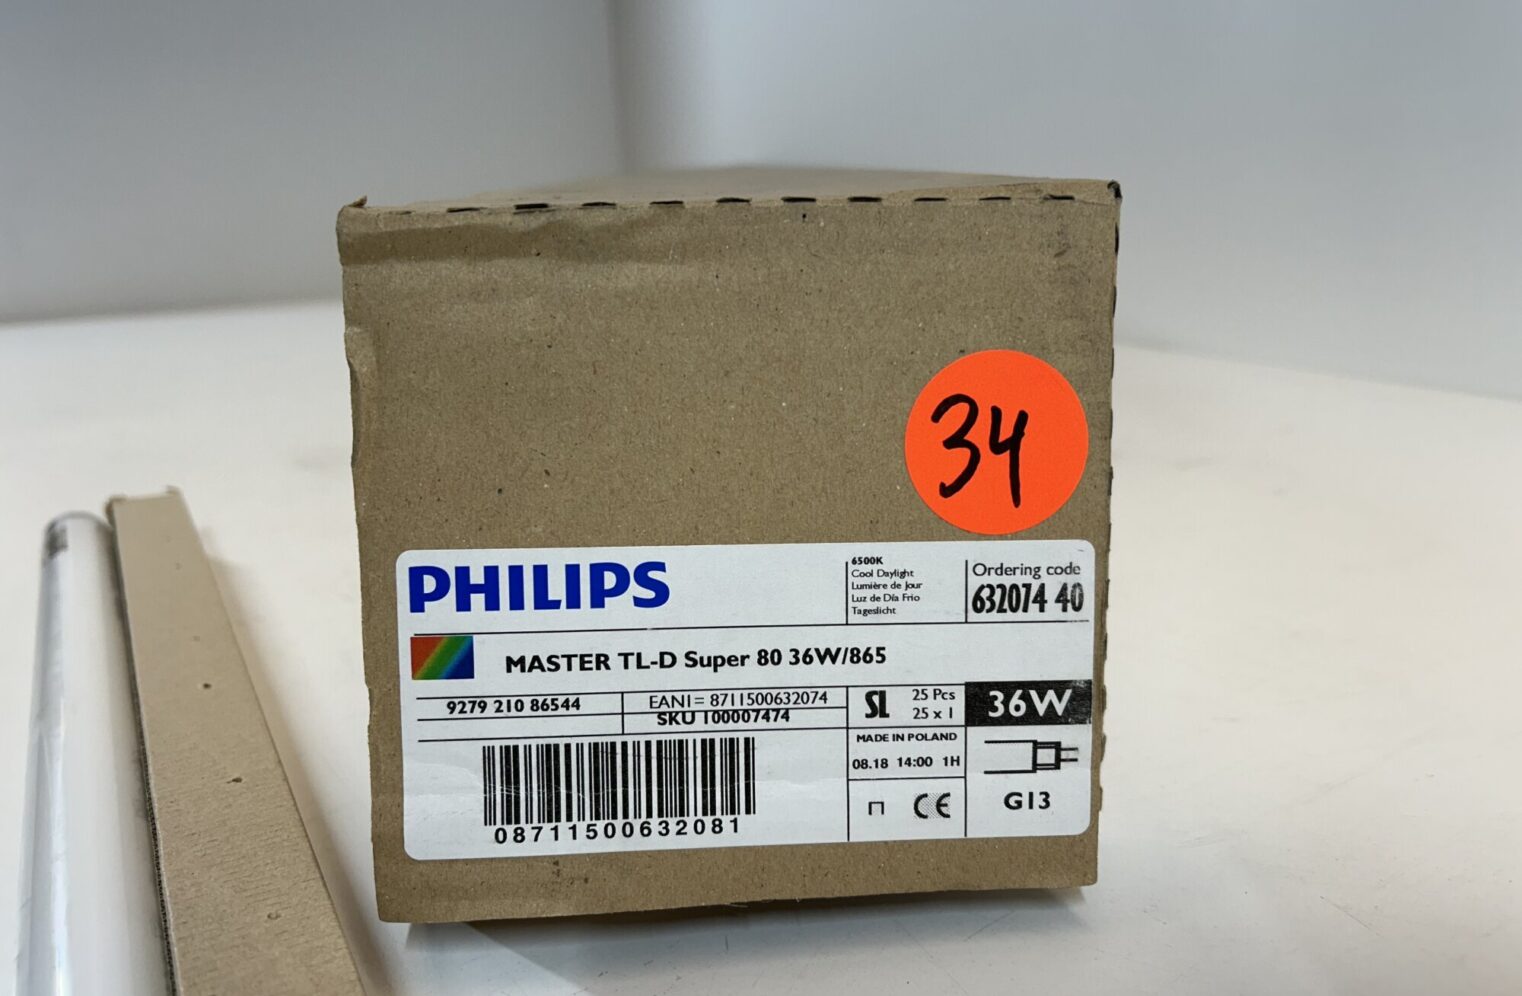 34
PHILIPS
6500K
Cool Daylight
Lumière de Jour
Luz de Día Frio
Tageslicht
Ordering code
632074 40
MASTER TL-D Super 80 36W/865
9279 210 86544
EAN1= 8711500632074
SKU 100007474
SL
25 Pcs
25 x 1
36W
MADE IN POLAND
08.18 14:00 1H
CE
G13
08711500632081